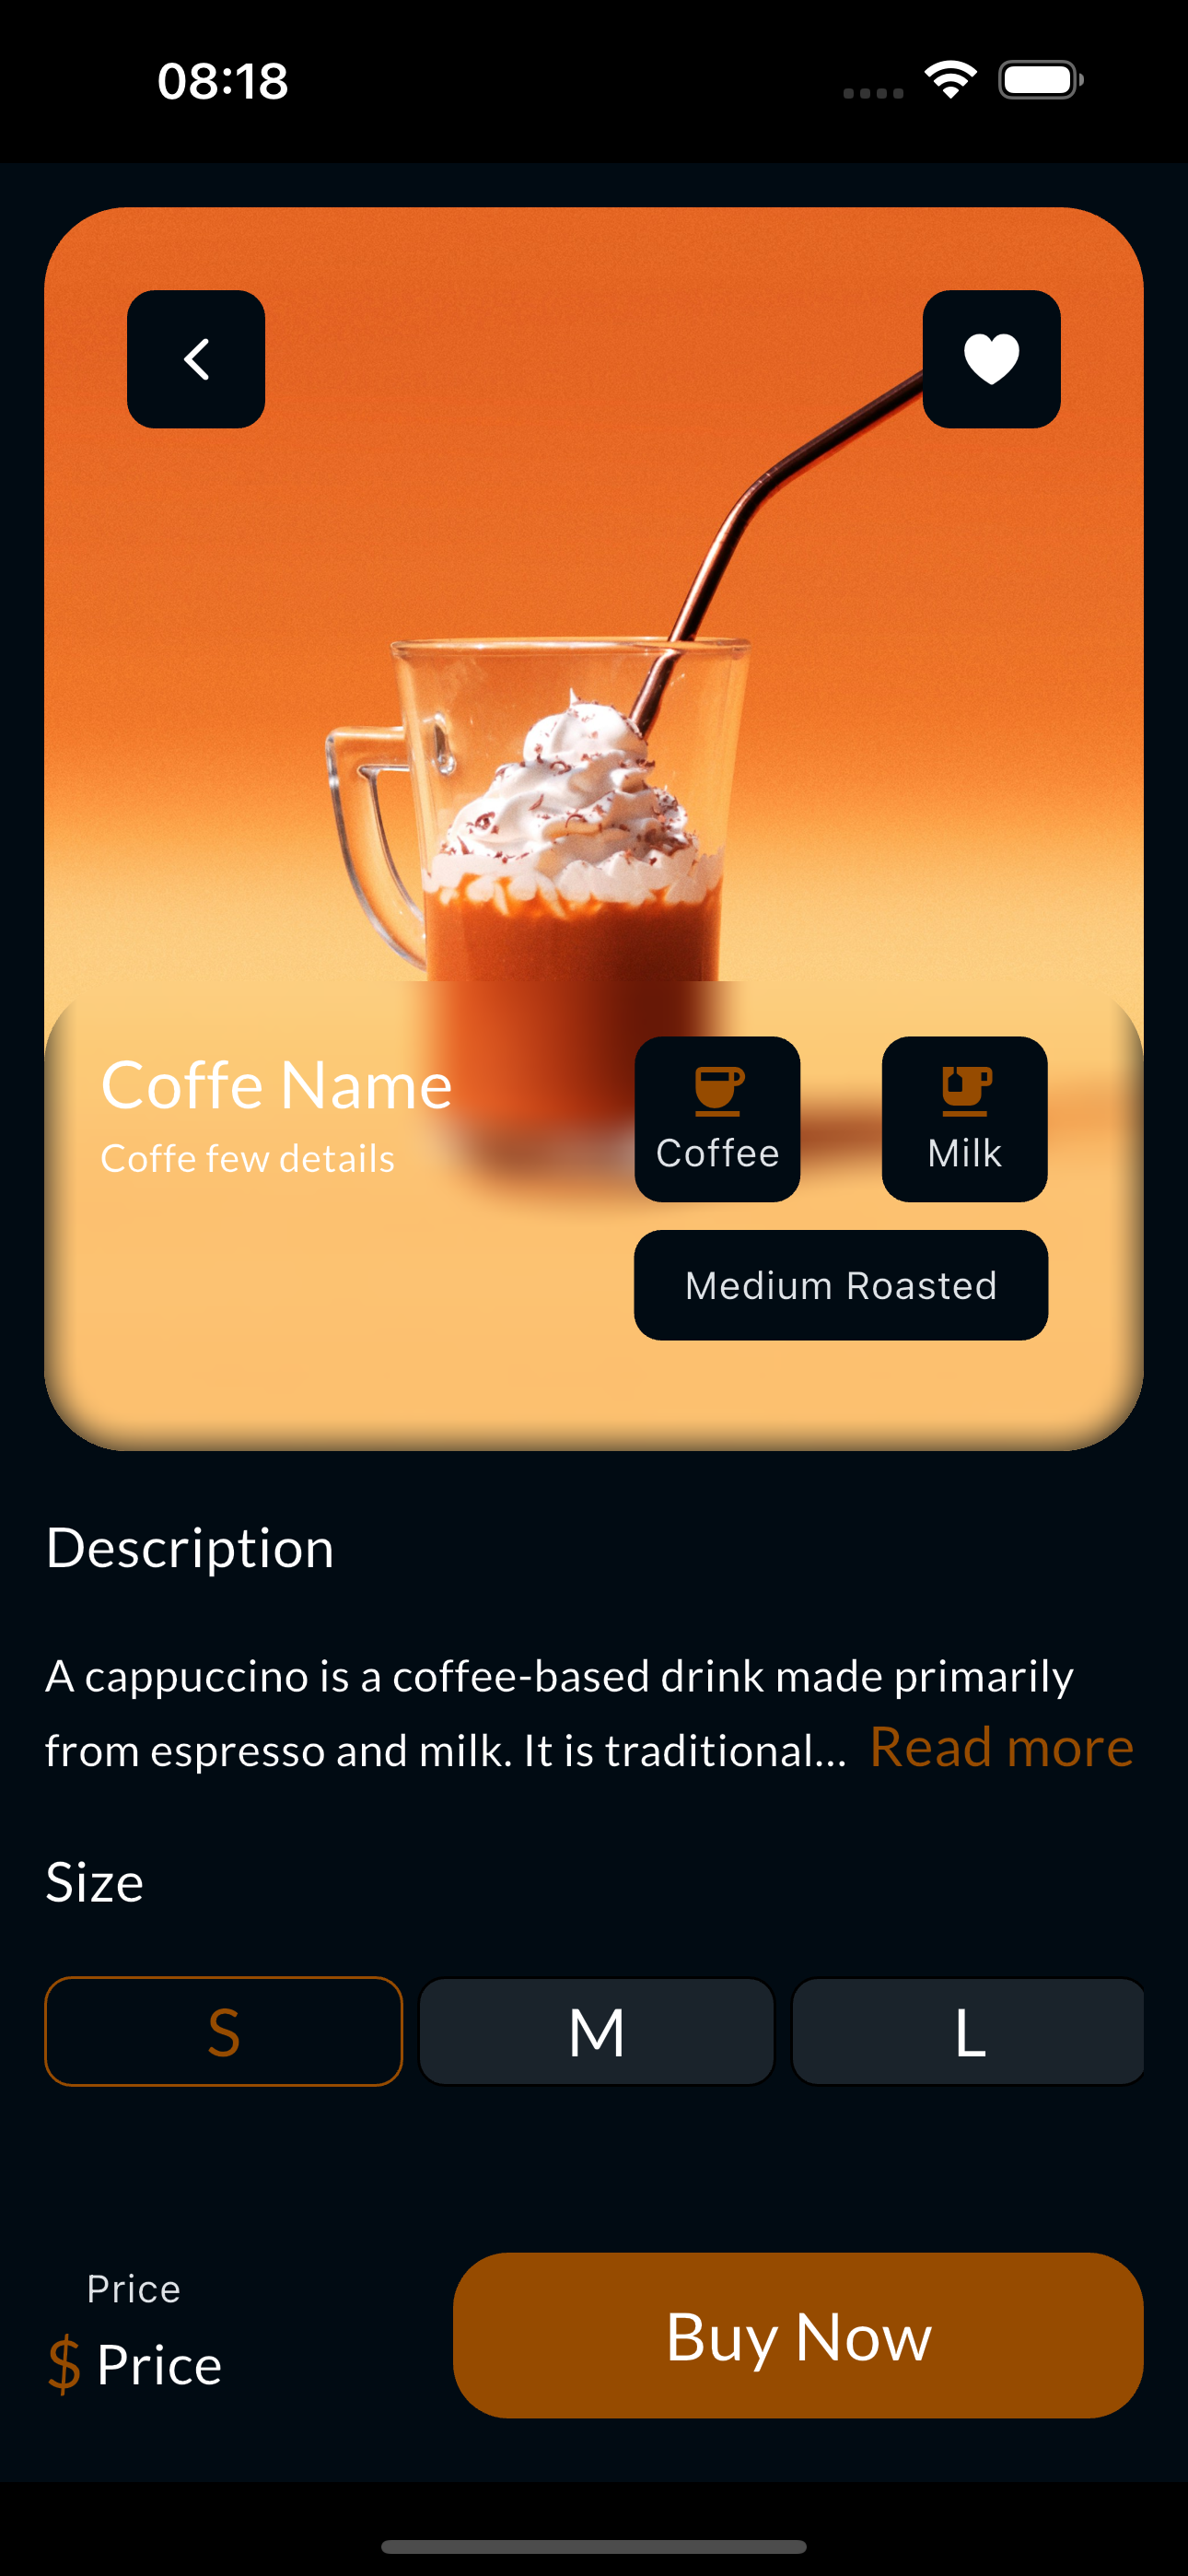 08:18
Coffe Name
Coffe few details
Coffee
Milk
Medium Roasted
Description
A cappuccino is a coffee-based drink made primarily
from espresso and milk. It is traditional... Read more
Size
S
M
L
Price
$ Price
Buy Now